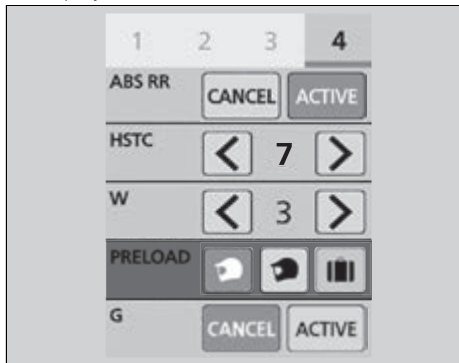 1 2 3 4
ABS RR CANCEL ACTIVE
HSTC 7
W 3
PRELOAD
G CANCEL ACTIVE